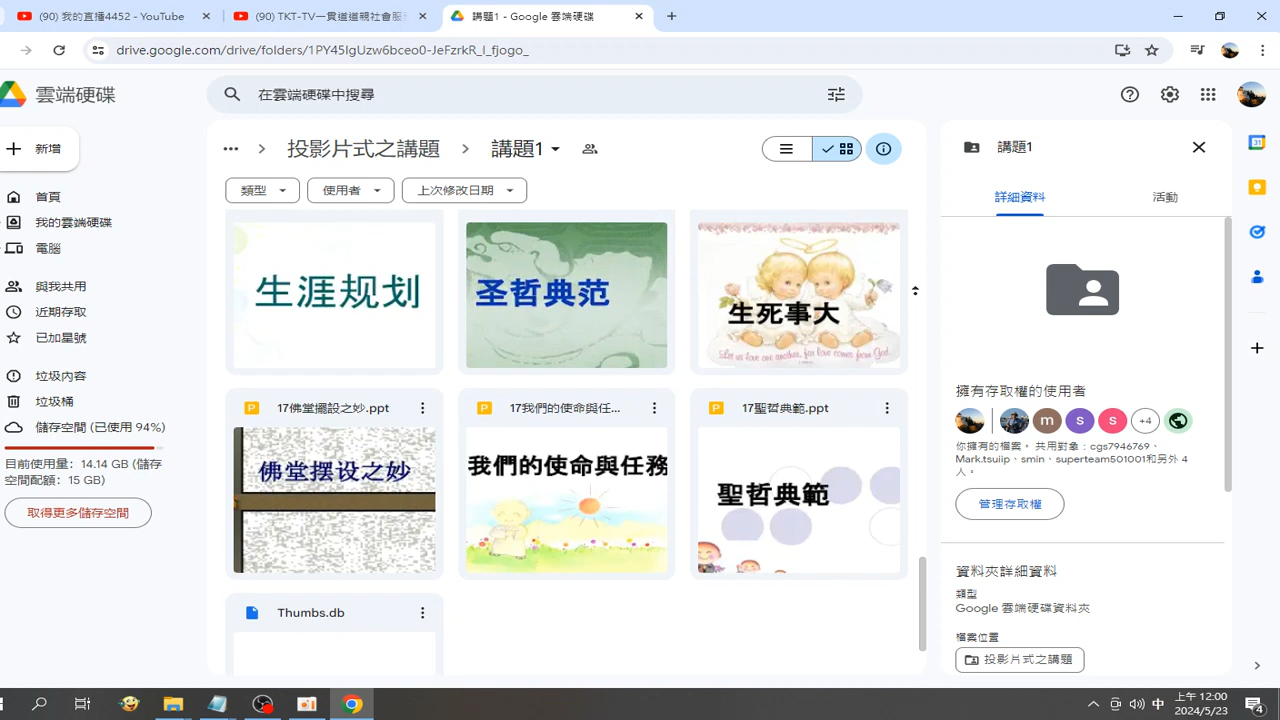 (90) 我的直播4452 - YouTube
(90) TKT-TV一貫道道親社會服
講題1 - Google 雲端硬碟
drive.google.com/drive/folders/1PY45IgUzw6bceo0-JeFzrkR_I_fjogo_
雲端硬碟
在雲端硬碟中搜尋
新增
首頁
我的雲端硬碟
電腦
與我共用
近期存取
已加星號
垃圾內容
垃圾桶
儲存空間 (已使用 94%)
目前使用量：14.14 GB (儲存
空間配額：15 GB)
取得更多儲存空間
投影片式之講題
講題1
類型
使用者
上次修改日期
生涯规划
圣哲典范
生死事大
Let us love one another, for love comes from God.
17佛堂擺設之妙.ppt
17我們的使命與任...
17聖哲典範.ppt
佛堂摆设之妙
我們的使命與任務
聖哲典範
Thumbs.db
講題1
詳細資料
活動
擁有存取權的使用者
m
s
s
+4
你擁有的檔案。 共用對象：cgs7946769、
Mark.tsuiip、smin、superteam501001和另外 4
人。
管理存取權
資料夾詳細資料
類型
Google 雲端硬碟資料夾
檔案位置
投影片式之講題
31
中
上午 12:00
2024/5/23
4